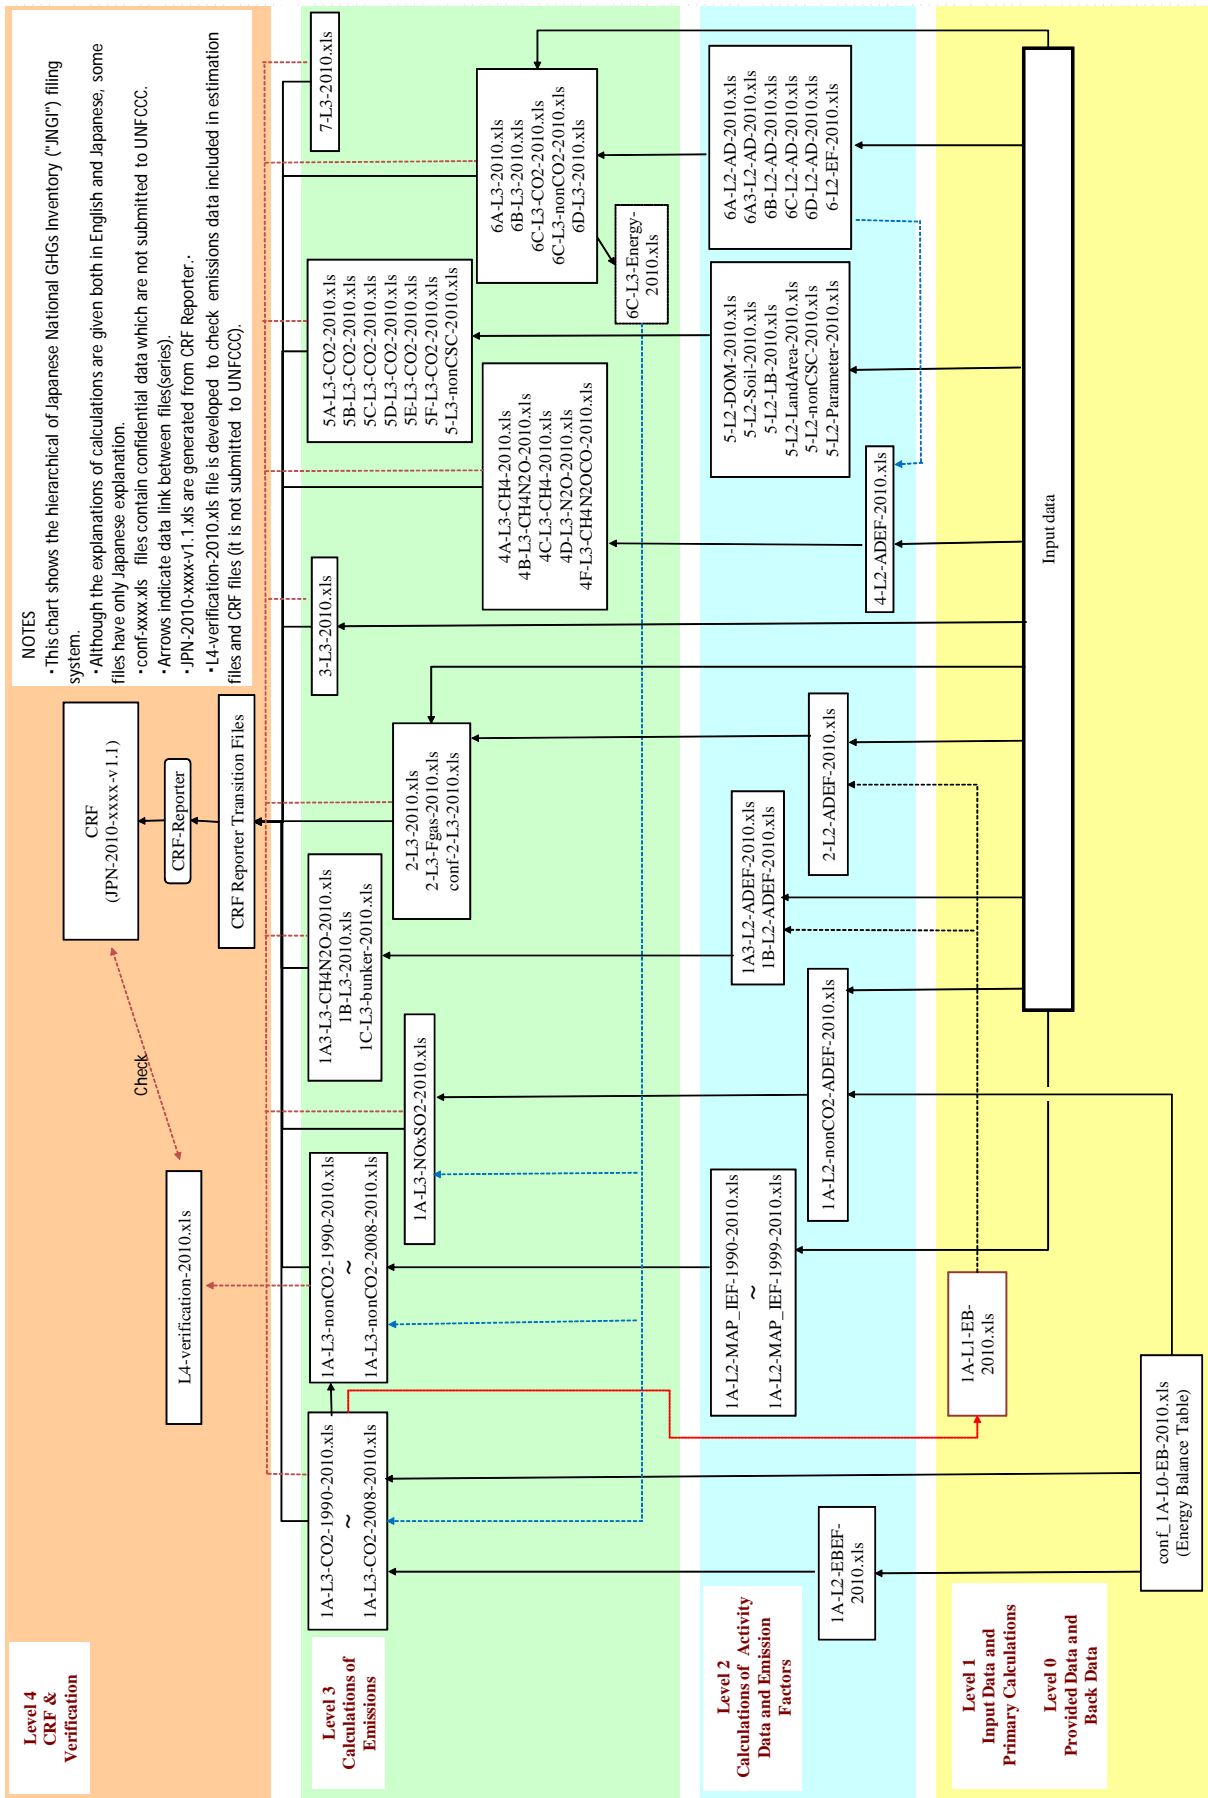 Level 4
CRF &
Verification
L4-verification-2010.xls
Check
CRF
(JPN-2010-xxxx-v1.1)
CRF-Reporter
CRF Reporter Transition Files
NOTES
・This chart shows the hierarchical of Japanese National GHGs Inventory ("JNGI") filing
system.
・Although the explanations of calculations are given both in English and Japanese, some
files have only Japanese explanation.
・conf-xxxx.xls files contain confidential data which are not submitted to UNFCCC.
・Arrows indicate data link between files(series).
・JPN-2010-xxxx-v1.1.xls are generated from CRF Reporter.・
・L4-verification-2010.xls file is developed to check emissions data included in estimation
files and CRF files (it is not submitted to UNFCCC).
Level 3
Calculations of
Emissions
1A-L3-CO2-1990-2010.xls
~
1A-L3-CO2-2008-2010.xls
1A-L3-nonCO2-1990-2010.xls
~
1A-L3-nonCO2-2008-2010.xls
1A-L3-NOxSO2-2010.xls
1A3-L3-CH4N2O-2010.xls
1B-L3-2010.xls
1C-L3-bunker-2010.xls
2-L3-2010.xls
2-L3-Fgas-2010.xls
conf-2-L3-2010.xls
3-L3-2010.xls
4A-L3-CH4-2010.xls
4B-L3-CH4N2O-2010.xls
4C-L3-CH4-2010.xls
4D-L3-N2O-2010.xls
4F-L3-CH4N2OCO-2010.xls
5A-L3-CO2-2010.xls
5B-L3-CO2-2010.xls
5C-L3-CO2-2010.xls
5D-L3-CO2-2010.xls
5E-L3-CO2-2010.xls
5F-L3-CO2-2010.xls
5-L3-nonCSC-2010.xls
6A-L3-2010.xls
6B-L3-2010.xls
6C-L3-CO2-2010.xls
6C-L3-nonCO2-2010.xls
6D-L3-2010.xls
6C-L3-Energy-
2010.xls
7-L3-2010.xls
Level 2
Calculations of Activity
Data and Emission
Factors
1A-L2-EBEF-
2010.xls
1A-L2-MAP_IEF-1990-2010.xls
~
1A-L2-MAP_IEF-1999-2010.xls
1A-L2-nonCO2-ADEF-2010.xls
1A3-L2-ADEF-2010.xls
1B-L2-ADEF-2010.xls
2-L2-ADEF-2010.xls
4-L2-ADEF-2010.xls
5-L2-DOM-2010.xls
5-L2-Soil-2010.xls
5-L2-LB-2010.xls
5-L2-LandArea-2010.xls
5-L2-nonCSC-2010.xls
5-L2-Parameter-2010.xls
6A-L2-AD-2010.xls
6A3-L2-AD-2010.xls
6B-L2-AD-2010.xls
6C-L2-AD-2010.xls
6D-L2-AD-2010.xls
6-L2-EF-2010.xls
Level 1
Input Data and
Primary Calculations
Level 0
Provided Data and
Back Data
1A-L1-EB-
2010.xls
conf_1A-L0-EB-2010.xls
(Energy Balance Table)
Input data